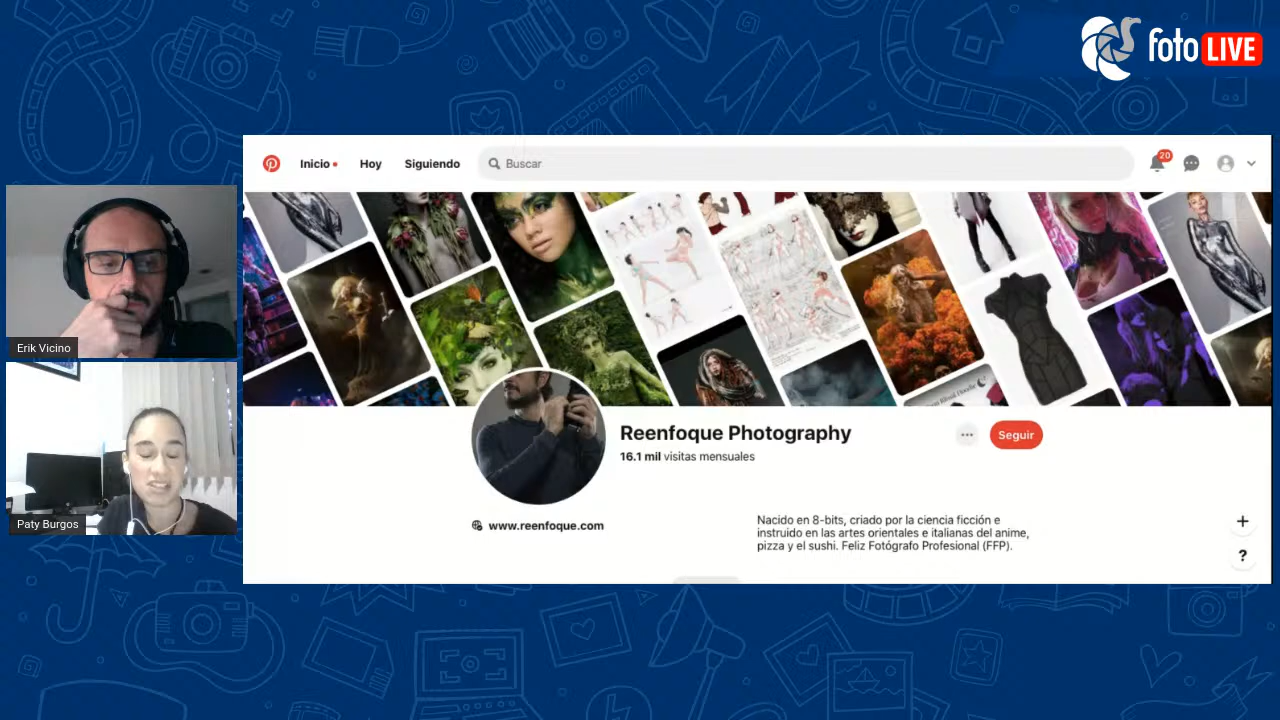 foto LIVE
Inicio
Hoy
Siguiendo
Buscar
20
Erik Vicino
Paty Burgos
Reenfoque Photography
Seguir
16.1 mil visitas mensuales
www.reenfoque.com
Nacido en 8-bits, criado por la ciencia ficción e
instruido en las artes orientales e italianas del anime,
pizza y el sushi. Feliz Fotógrafo Profesional (FFP).
+
?